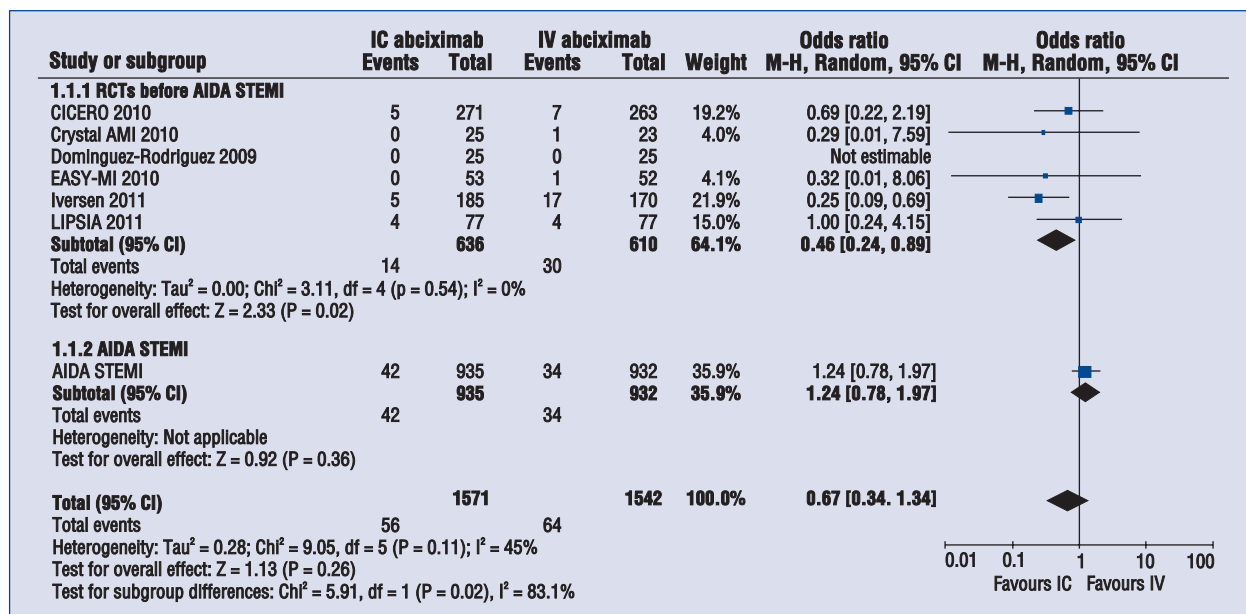 IC abciximab IV abciximab Odds ratio Odds ratio
Study or subgroup Events Total Events Total Weight M-H, Random, 95% CI M-H, Random, 95% CI
1.1.1 RCTs before AIDA STEMI
CICERO 2010 5 271 7 263 19.2% 0.69 [0.22, 2.19]
Crystal AMI 2010 0 25 1 23 4.0% 0.29 [0.01, 7.59]
Dominguez-Rodriguez 2009 0 25 0 25 Not estimable
EASY-MI 2010 0 53 1 52 4.1% 0.32 [0.01, 8.06]
Iversen 2011 5 185 17 170 21.9% 0.25 [0.09, 0.69]
LIPSIA 2011 4 77 4 77 15.0% 1.00 [0.24, 4.15]
Subtotal (95% CI) 636 610 64.1% 0.46 [0.24, 0.89]
Total events 14 30
Heterogeneity: Tau² = 0.00; Chi² = 3.11, df = 4 (p = 0.54); I² = 0%
Test for overall effect: Z = 2.33 (P = 0.02)
1.1.2 AIDA STEMI
AIDA STEMI 42 935 34 932 35.9% 1.24 [0.78, 1.97]
Subtotal (95% CI) 935 932 35.9% 1.24 [0.78, 1.97]
Total events 42 34
Heterogeneity: Not applicable
Test for overall effect: Z = 0.92 (P = 0.36)
Total (95% CI) 1571 1542 100.0% 0.67 [0.34. 1.34]
Total events 56 64
Heterogeneity: Tau² = 0.28; Chi² = 9.05, df = 5 (P = 0.11); I² = 45%
Test for overall effect: Z = 1.13 (P = 0.26)
Test for subgroup differences: Chi² = 5.91, df = 1 (P = 0.02), I² = 83.1%
0.01 0.1 1 10 100
Favours IC Favours IV